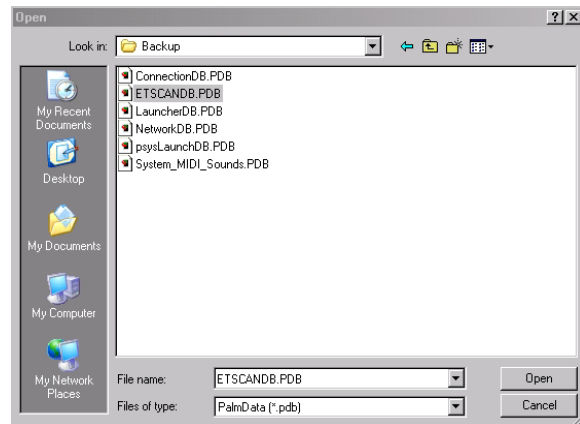 Open
Look in: Backup
ConnectionDB.PDB
ETSCANDB.PDB
LauncherDB.PDB
NetworkDB.PDB
psysLaunchDB.PDB
System_MIDI_Sounds.PDB
My Recent
Documents
Desktop
My Documents
My Computer
My Network
Places
File name: ETSCANDB.PDB Open
Files of type: PalmData (*.pdb) Cancel